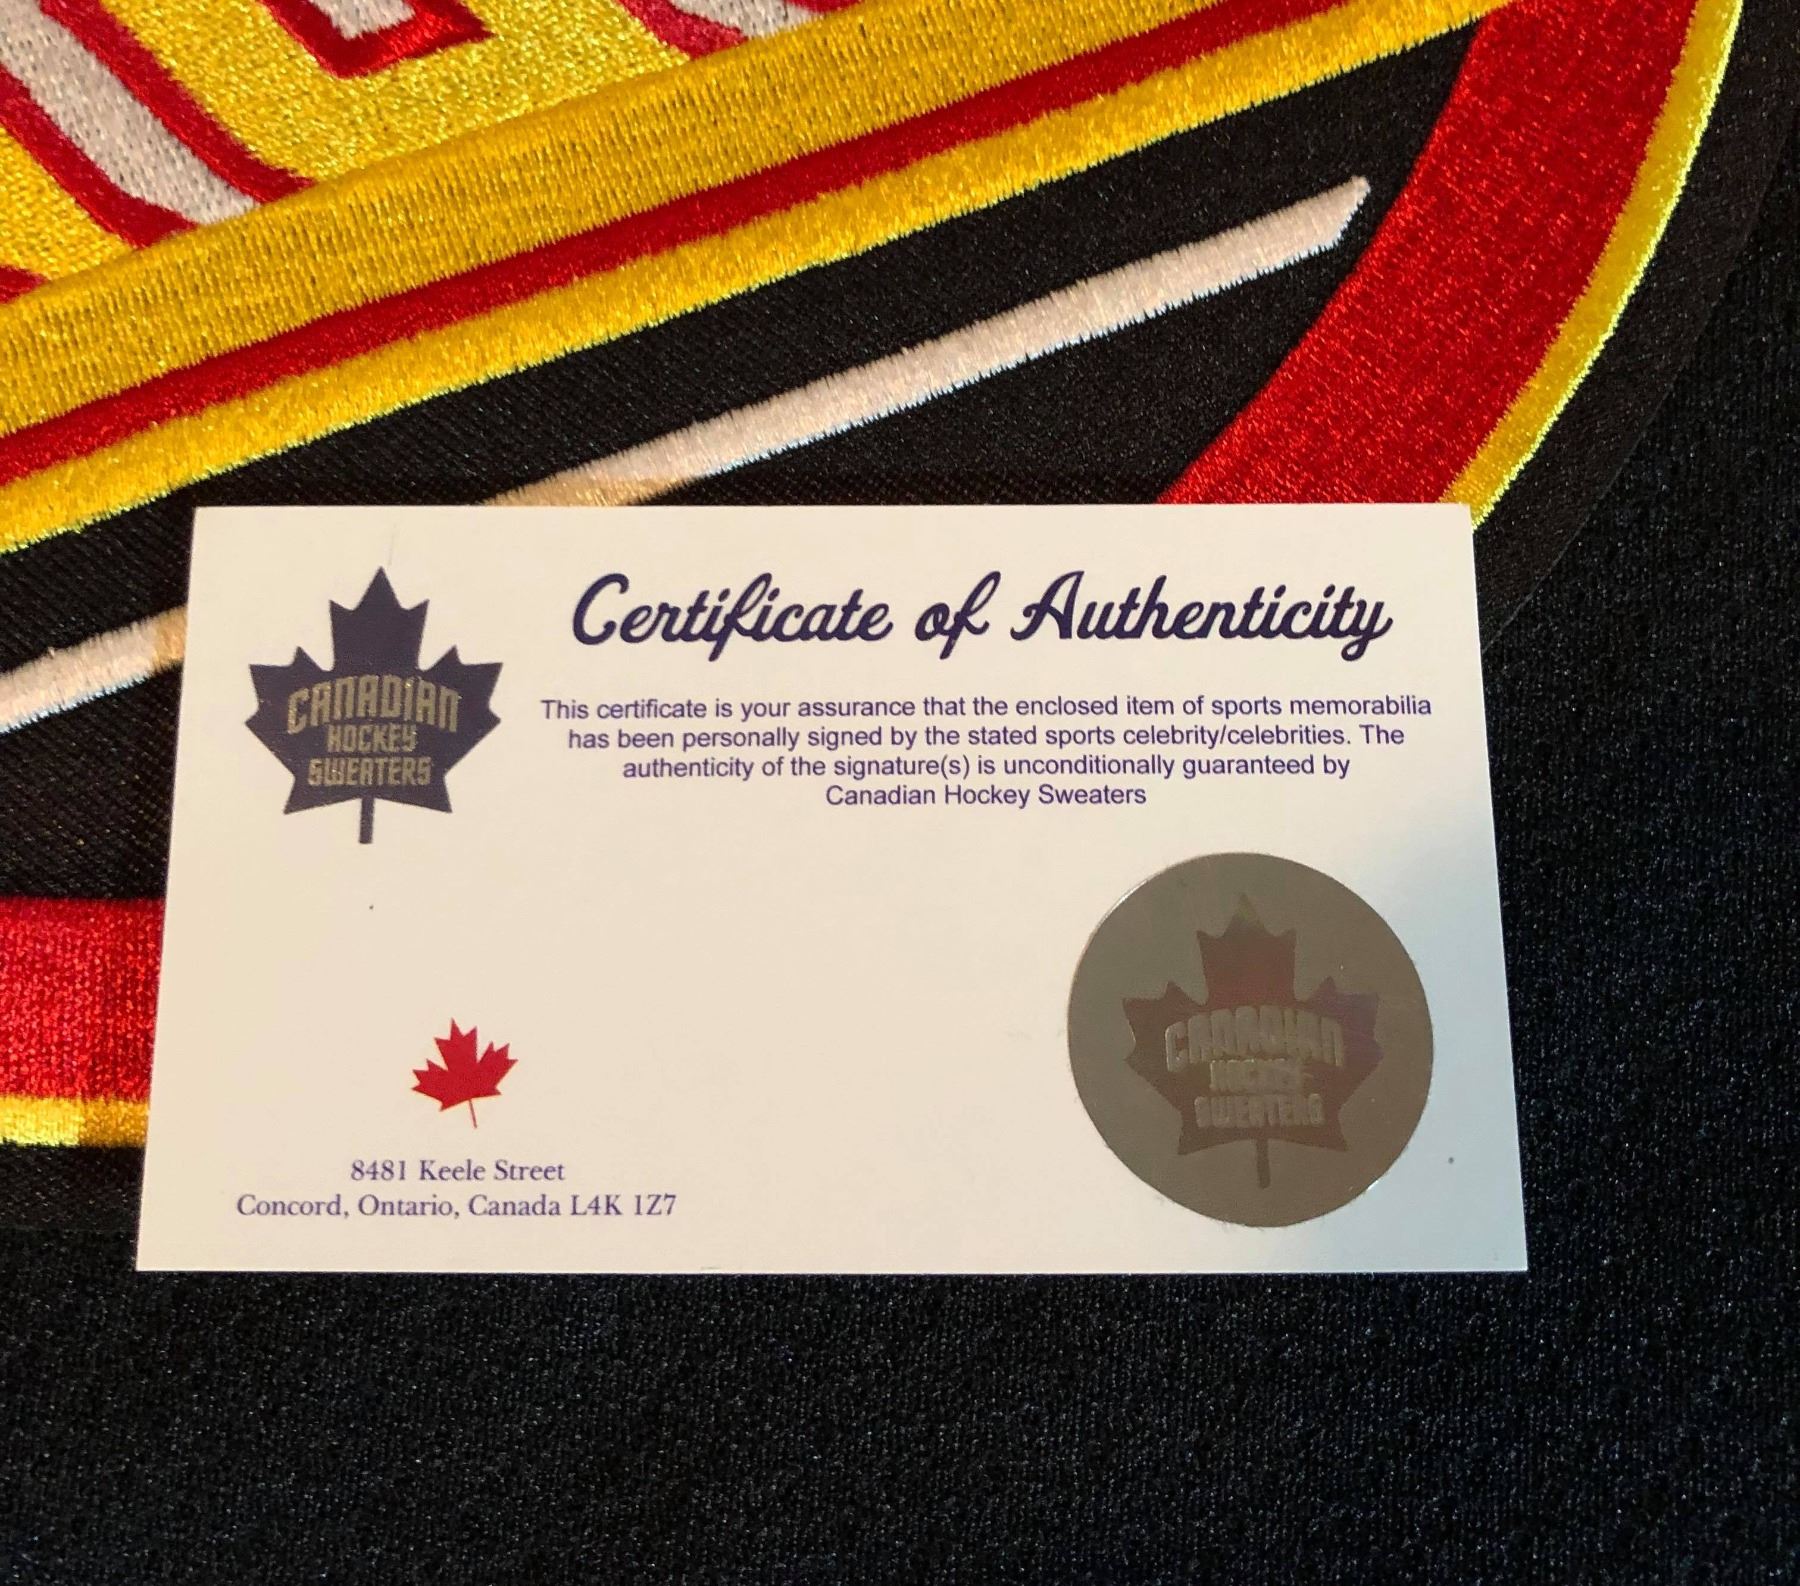 CANADIAN
HOCKEY
SWEATERS
Certificate of Authenticity
This certificate is your assurance that the enclosed item of sports memorabilia
has been personally signed by the stated sports celebrity/celebrities. The
authenticity of the signature(s) is unconditionally guaranteed by
Canadian Hockey Sweaters
8481 Keele Street
Concord, Ontario, Canada L4K 1Z7
CANADIAN
HOCKEY
SWEATERS